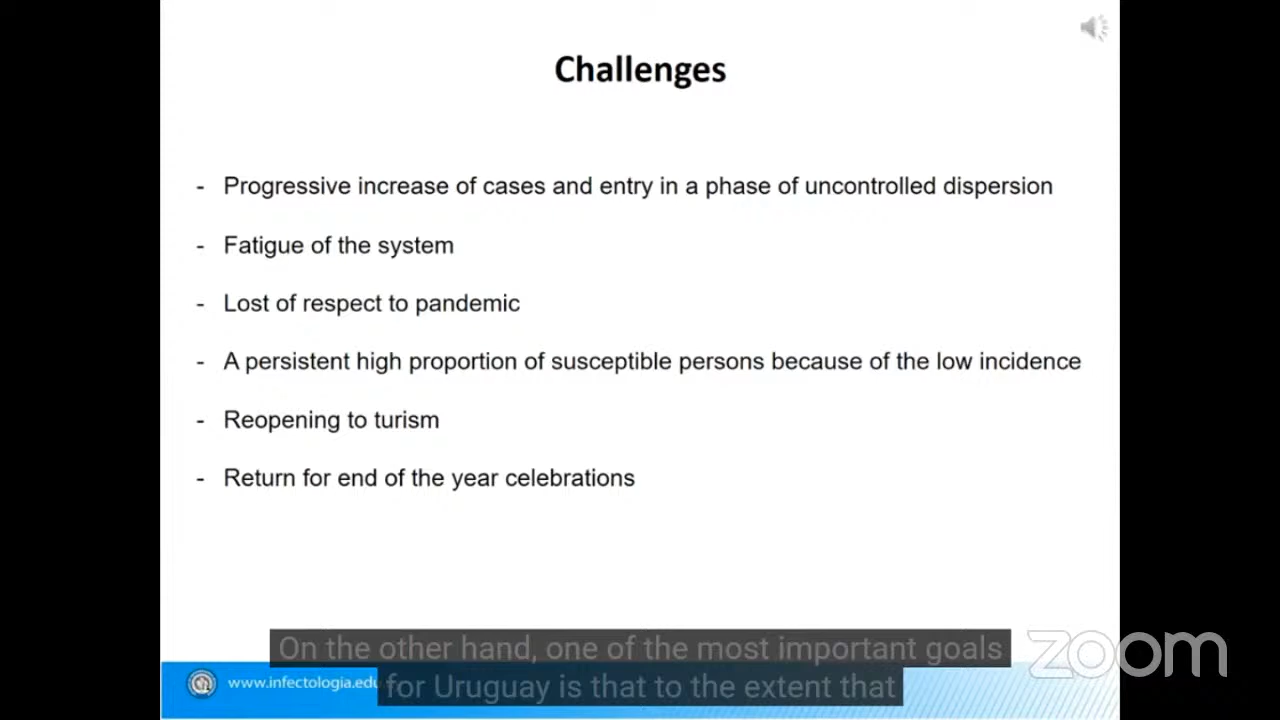 Challenges
- Progressive increase of cases and entry in a phase of uncontrolled dispersion
- Fatigue of the system
- Lost of respect to pandemic
- A persistent high proportion of susceptible persons because of the low incidence
- Reopening to turism
- Return for end of the year celebrations
On the other hand, one of the most important goals
for Uruguay is that to the extent that
www.infectologia.edu
zoom